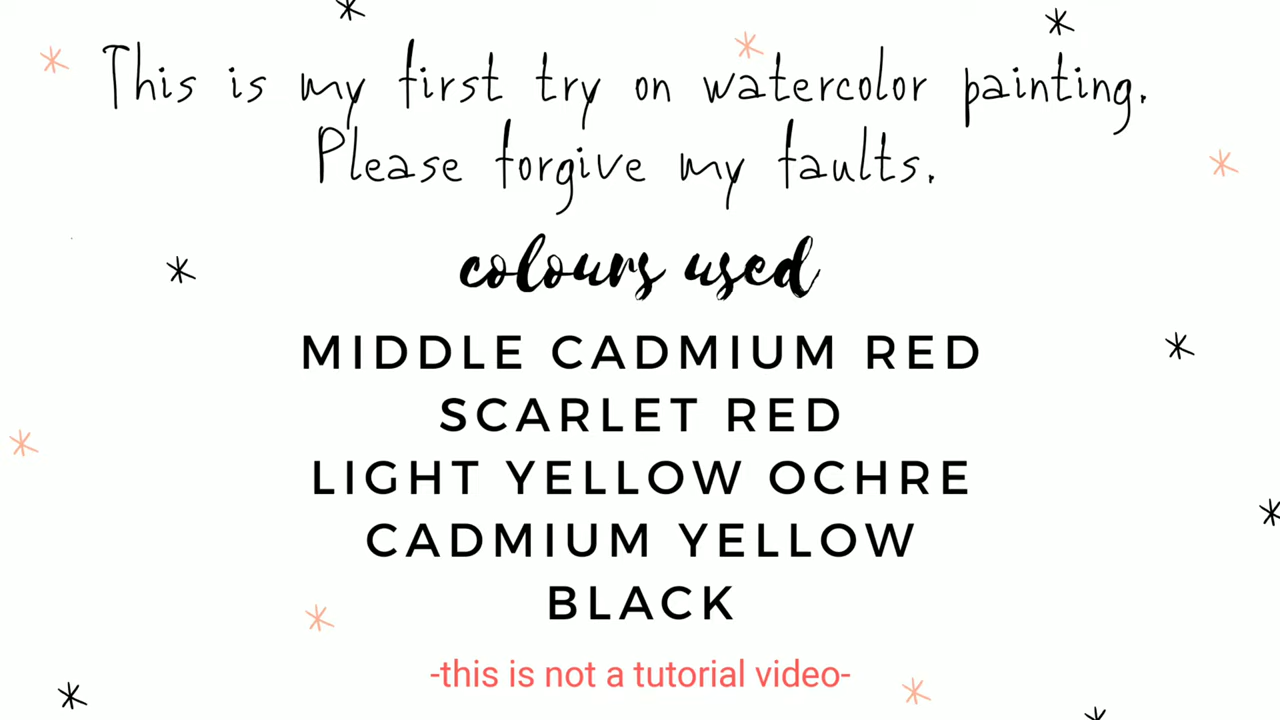 This is my first try on watercolor painting.
Please forgive my faults.
colours used
MIDDLE CADMIUM RED
SCARLET RED
LIGHT YELLOW OCHRE
CADMIUM YELLOW
BLACK
-this is not a tutorial video-